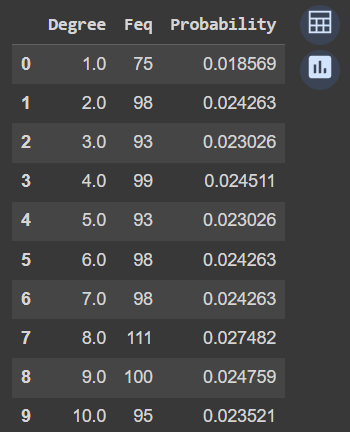 Degree Feq Probability
0 1.0 75 0.018569
1 2.0 98 0.024263
2 3.0 93 0.023026
3 4.0 99 0.024511
4 5.0 93 0.023026
5 6.0 98 0.024263
6 7.0 98 0.024263
7 8.0 111 0.027482
8 9.0 100 0.024759
9 10.0 95 0.023521